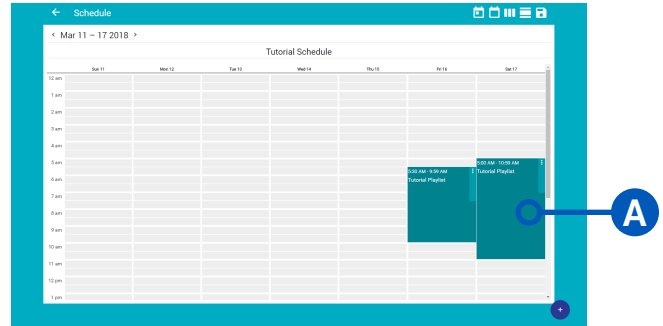 Schedule
Mar 11 – 17 2018
Tutorial Schedule
Sun 11 Mon 12 Tue 13 Wed 14 Thu 15 Fri 16 Sat 17
12 am
1 am
2 am
3 am
4 am
5 am
5:00 AM - 10:59 AM
5:30 AM - 9:59 AM
Tutorial Playlist
6 am
Tutorial Playlist
7 am
8 am
A
9 am
10 am
11 am
12 pm
1 pm
+